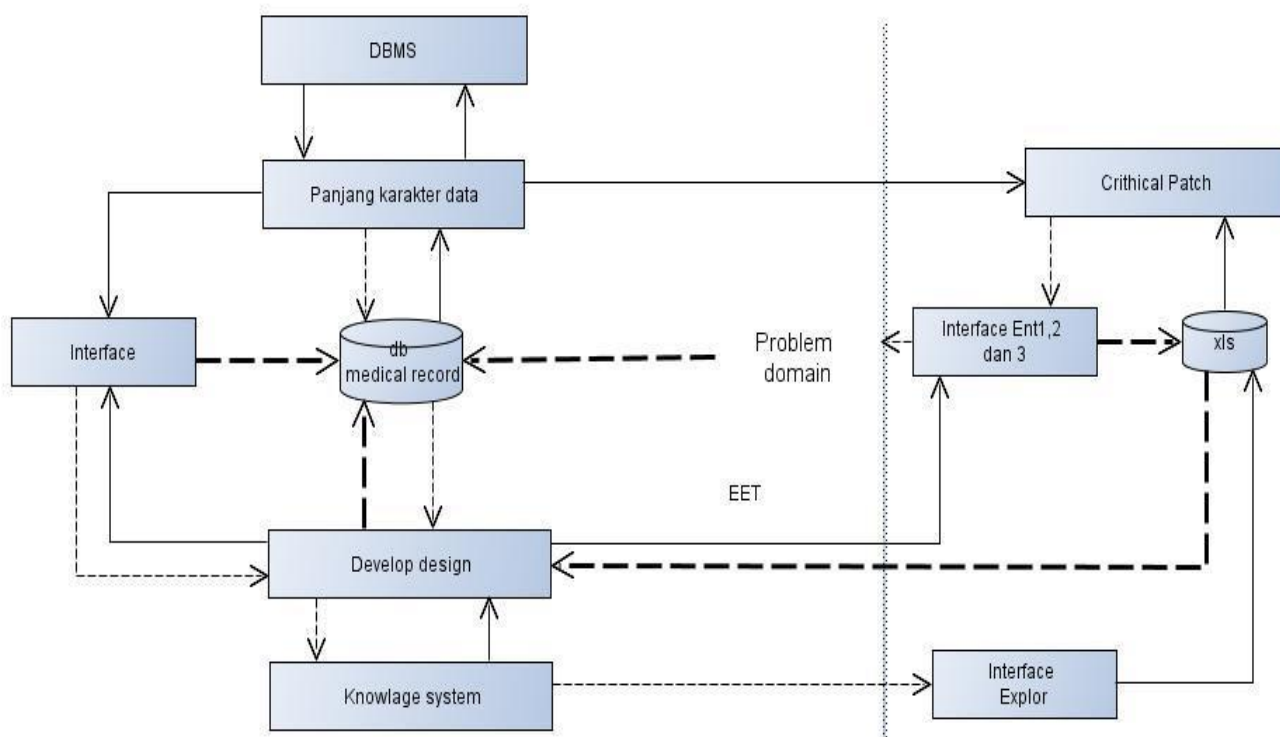 DBMS
Panjang karakter data
Crithical Patch
Interface
db
medical record
Problem
domain
Interface Ent1,2
dan 3
xls
EET
Develop design
Knowlage system
Interface
Explor